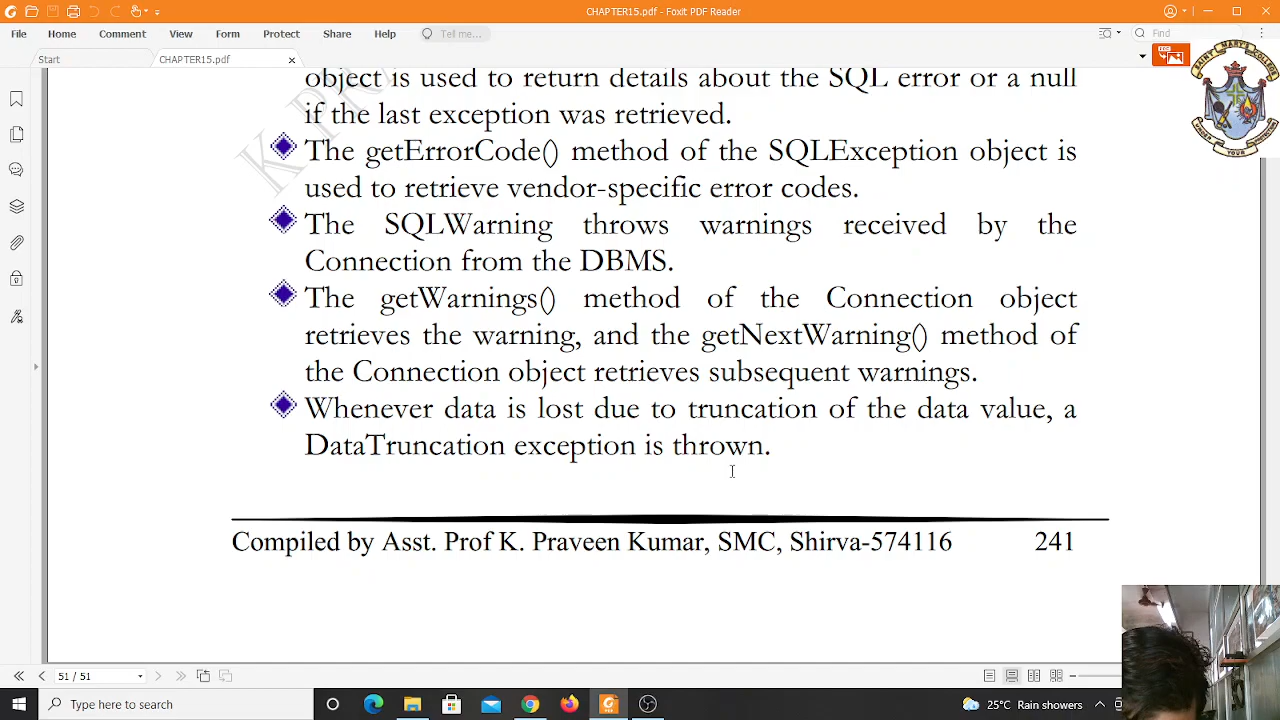 CHAPTER15.pdf - Foxit PDF Reader
File Home Comment View Form Protect Share Help Tell me... Find
Start CHAPTER15.pdf
object is used to return details about the SQL error or a null
if the last exception was retrieved.
The getErrorCode() method of the SQLException object is
used to retrieve vendor-specific error codes.
The SQLWarning throws warnings received by the
Connection from the DBMS.
The getWarnings() method of the Connection object
retrieves the warning, and the getNextWarning() method of
the Connection object retrieves subsequent warnings.
Whenever data is lost due to truncation of the data value, a
DataTruncation exception is thrown.
Compiled by Asst. Prof K. Praveen Kumar, SMC, Shirva-574116 241
51 / 51
Type here to search 25°C Rain showers